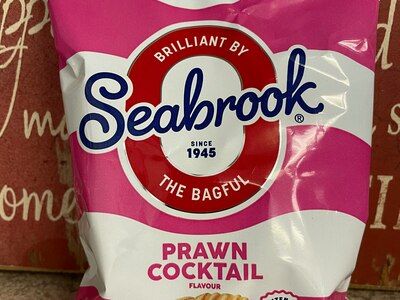 BRILLIANT BY
Seabrook®
SINCE
1945
THE BAGFUL
PRAWN
COCKTAIL
FLAVOUR